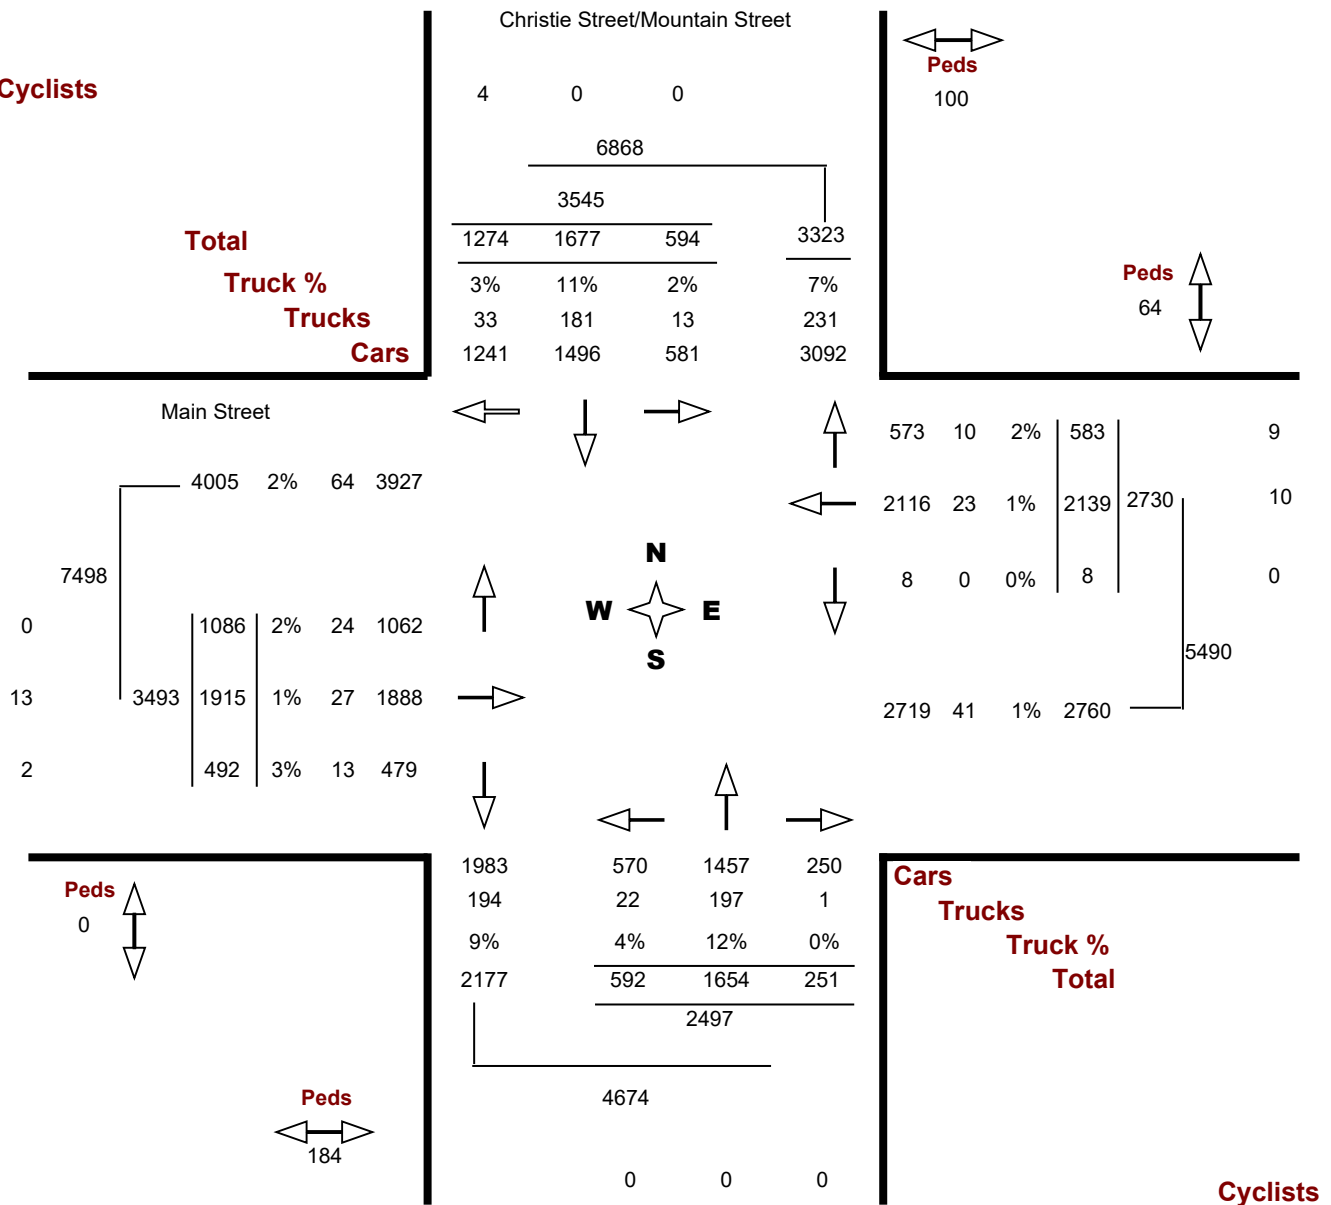 Christie Street/Mountain Street
Peds
100
Cyclists
4 0 0
6868
3545
Total 1274 1677 594 3323
Truck % 3% 11% 2% 7%
Trucks 33 181 13 231
Cars 1241 1496 581 3092
Peds
64
Main Street
573 10 2% 583 9
4005 2% 64 3927
2116 23 1% 2139 2730 10
N
7498
8 0 0% 8 0
W E
0 1086 2% 24 1062
S
5490
13 3493 1915 1% 27 1888
2719 41 1% 2760
2 492 3% 13 479
1983 570 1457 250 Cars
Peds
0
194 22 197 1 Trucks
9% 4% 12% 0% Truck %
2177 592 1654 251 Total
2497
4674
Peds
184
0 0 0
Cyclists